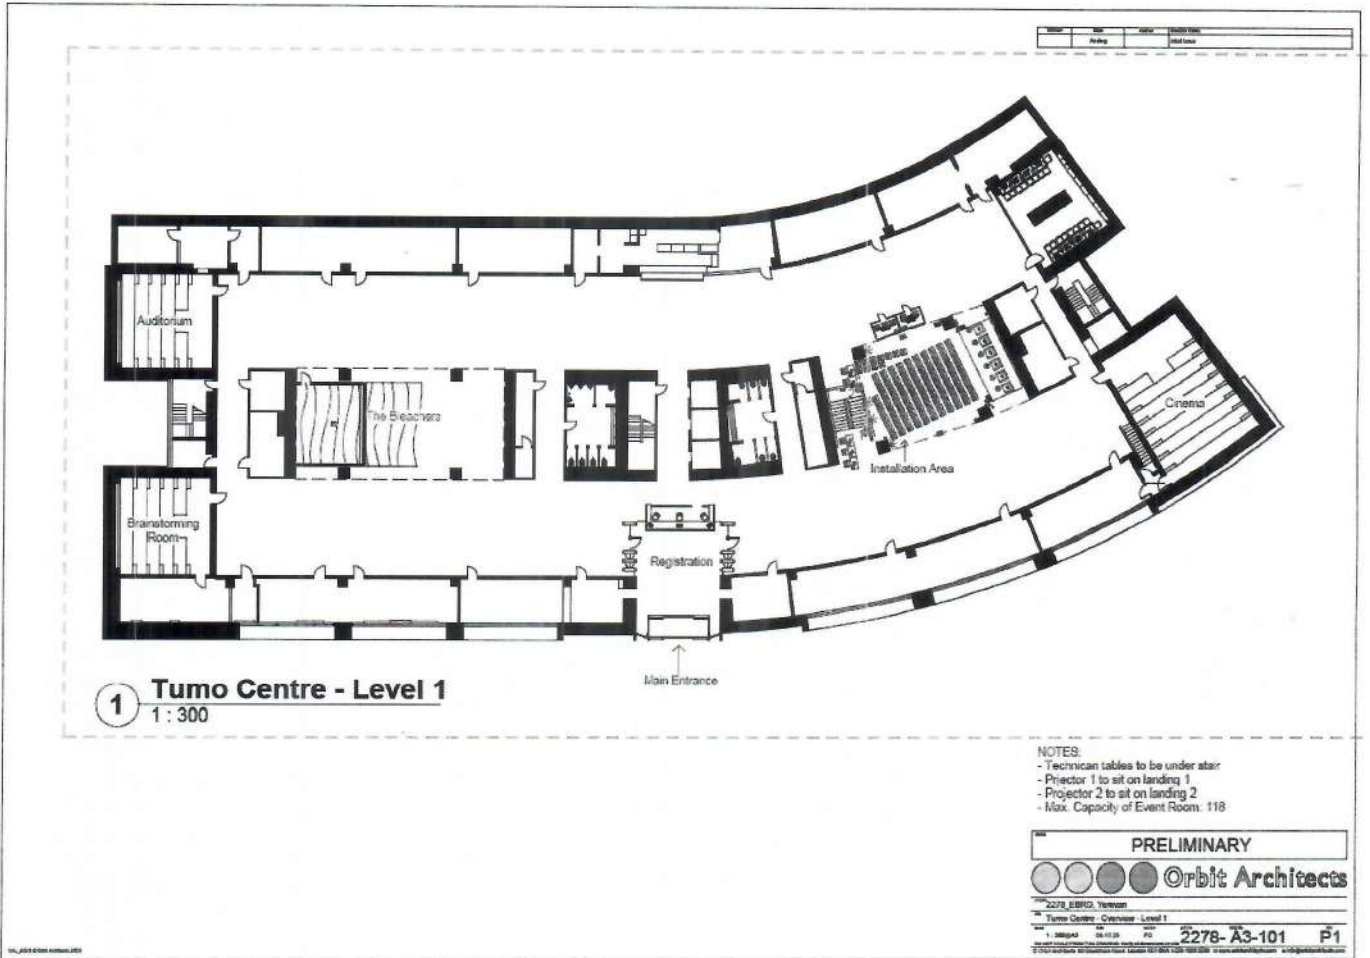 Auditorium
The Bleachers
Cinema
Installation Area
Brainstorming
Room
Registration
Main Entrance
1
Tumo Centre - Level 1
1 : 300
NOTES:
- Technican tables to be under stair
- Prjector 1 to sit on landing 1
- Projector 2 to sit on landing 2
- Max. Capacity of Event Room: 118
PRELIMINARY
Orbit Architects
2278_EBRD, Yerevan
Tumo Centre - Overview - Level 1
2278- A3-101 P1